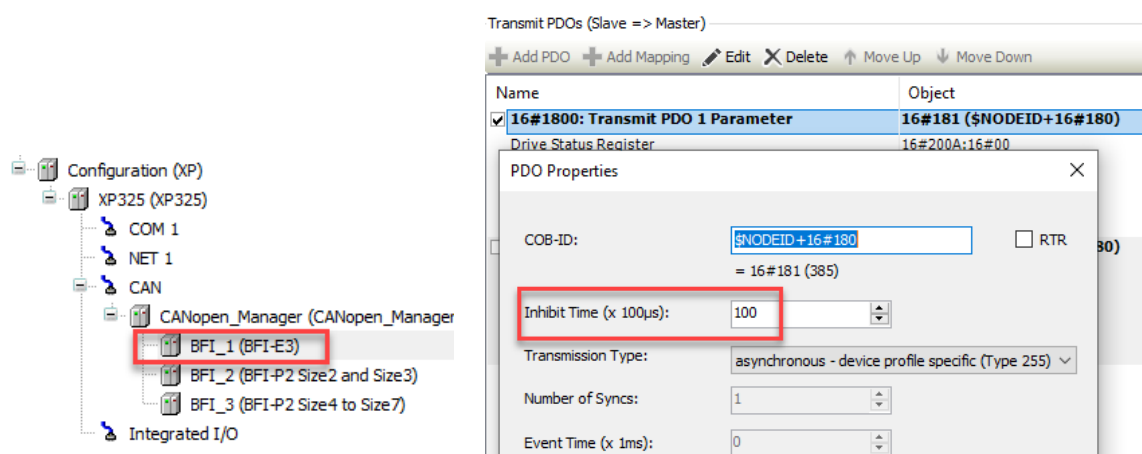 Configuration (XP)
XP325 (XP325)
COM 1
NET 1
CAN
CANopen_Manager (CANopen_Manager
BFI_1 (BFI-E3)
BFI_2 (BFI-P2 Size2 and Size3)
BFI_3 (BFI-P2 Size4 to Size7)
Integrated I/O
Transmit PDOs (Slave => Master)
Add PDO Add Mapping Edit Delete Move Up Move Down
Name Object
16#1800: Transmit PDO 1 Parameter 16#181 ($NODEID+16#180)
Drive Status Register 16#200A:16#00
PDO Properties
80)
COB-ID: $NODEID+16#180 RTR
= 16#181 (385)
Inhibit Time (x 100µs): 100
Transmission Type: asynchronous - device profile specific (Type 255)
Number of Syncs: 1
Event Time (x 1ms): 0